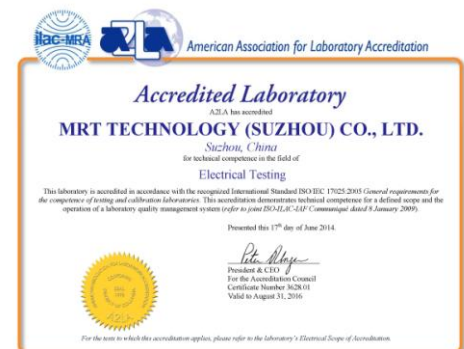 ilac-MRA
A2LA
American Association for Laboratory Accreditation
Accredited Laboratory
A2LA has accredited
MRT TECHNOLOGY (SUZHOU) CO., LTD.
Suzhou, China
for technical competence in the field of
Electrical Testing
This laboratory is accredited in accordance with the recognized International Standard ISO/IEC 17025:2005 General requirements for
the competence of testing and calibration laboratories. This accreditation demonstrates technical competence for a defined scope and the
operation of a laboratory quality management system (refer to joint ISO-ILAC-IAF Communiqué dated 8 January 2009).
Presented this 17th day of June 2014.
President & CEO
For the Accreditation Council
Certificate Number 3628.01
Valid to August 31, 2016
A2LA
For the tests to which this accreditation applies, please refer to the laboratory's Electrical Scope of Accreditation.